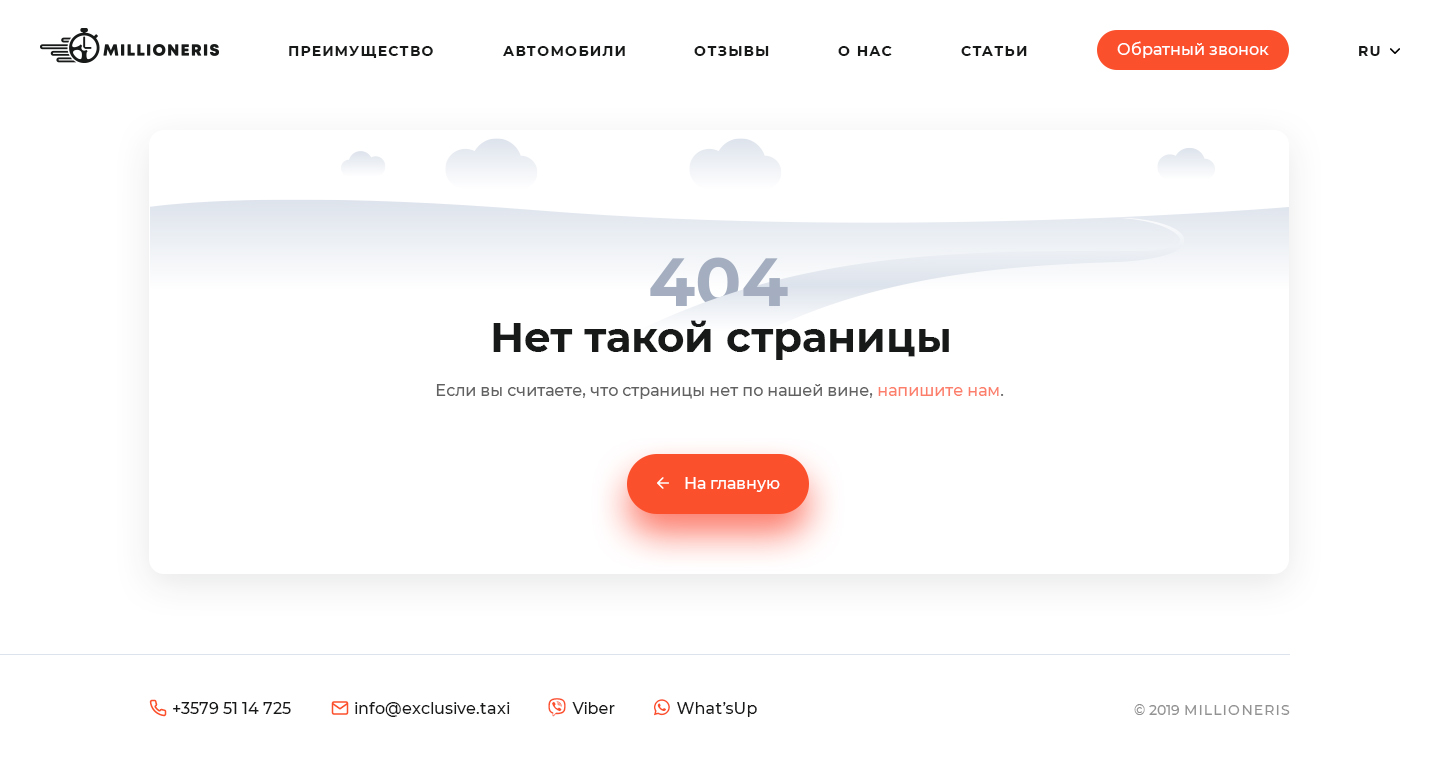 MILLIONERIS
ПРЕИМУЩЕСТВО
АВТОМОБИЛИ
ОТЗЫВЫ
О НАС
СТАТЬИ
Обратный звонок
RU
404
Нет такой страницы
Если вы считаете, что страницы нет по нашей вине, напишите нам.
На главную
+3579 51 14 725
info@exclusive.taxi
Viber
What’sUp
© 2019 MILLIONERIS